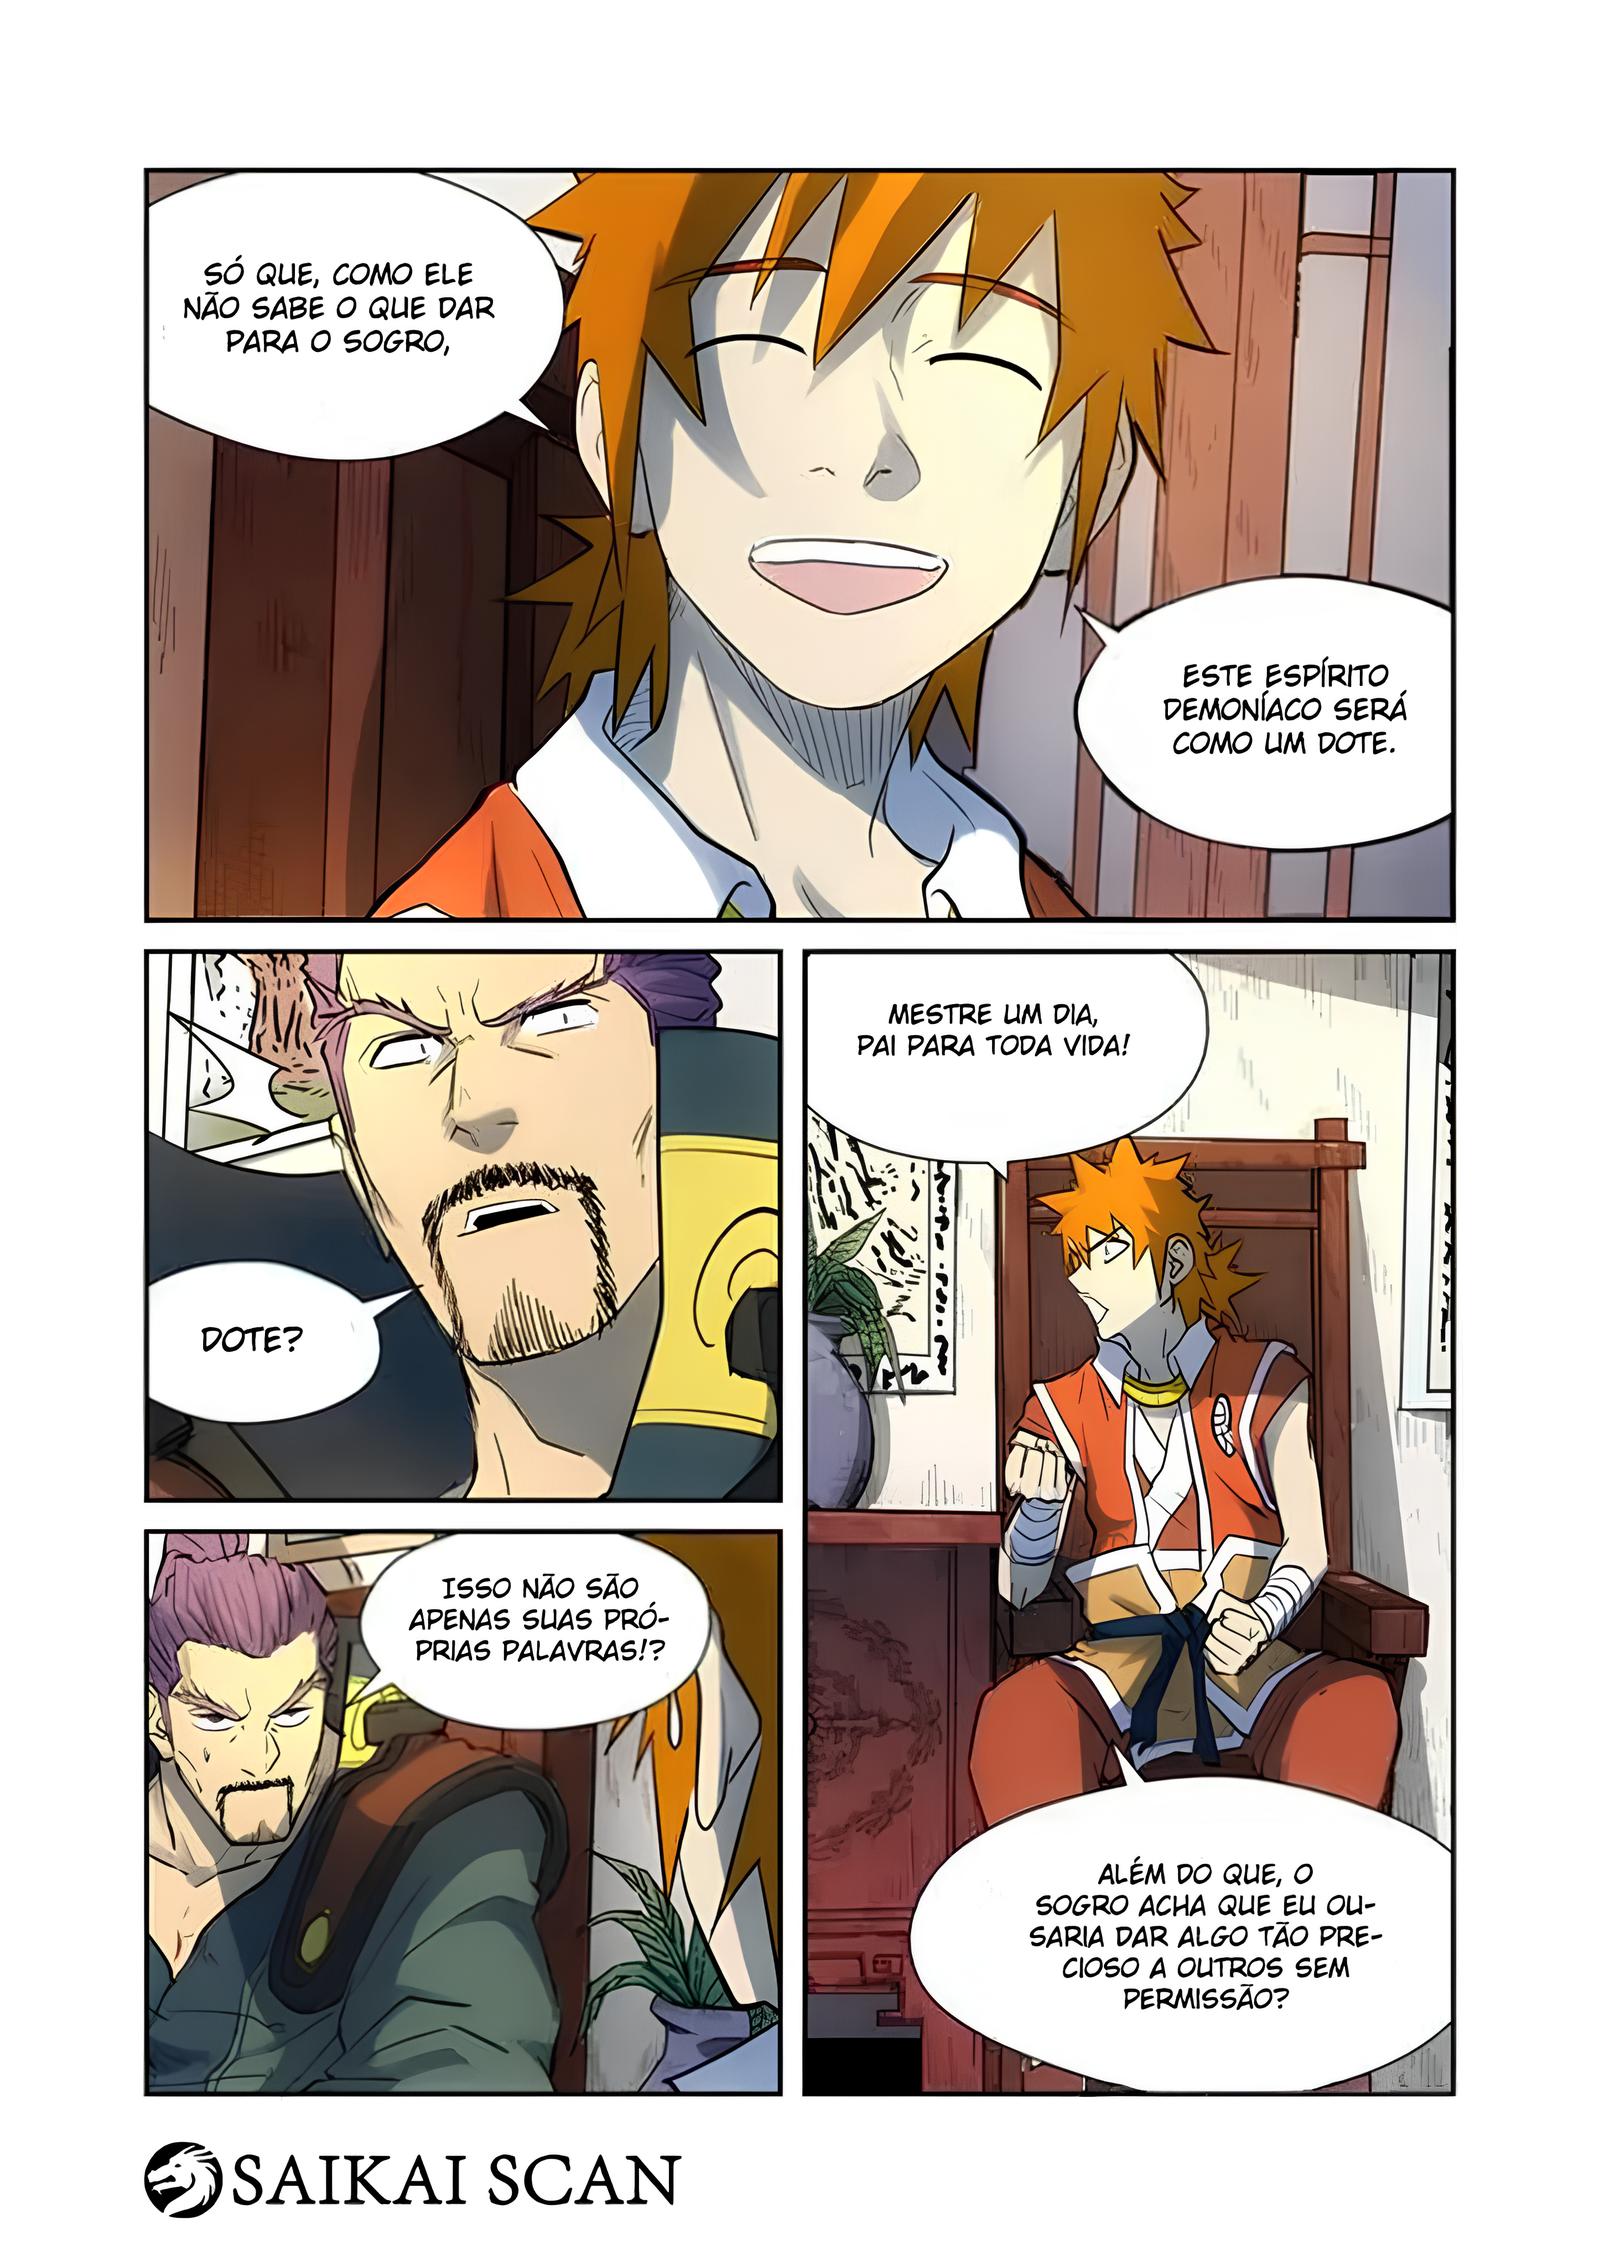 SÓ QUE, COMO ELE
NÃO SABE O QUE DAR
PARA O SOGRO,
ESTE ESPÍRITO
DEMONÍACO SERÁ
COMO UM DOTE.
DOTE?
MESTRE UM DIA,
PAI PARA TODA VIDA!
ISSO NÃO SÃO
APENAS SUAS PRÓ-
PRIAS PALAVRAS!?
ALÉM DO QUE, O
SOGRO ACHA QUE EU OU-
SARIA DAR ALGO TÃO PRE-
CIOSO A OUTROS SEM
PERMISSÃO?
SAIKAI SCAN